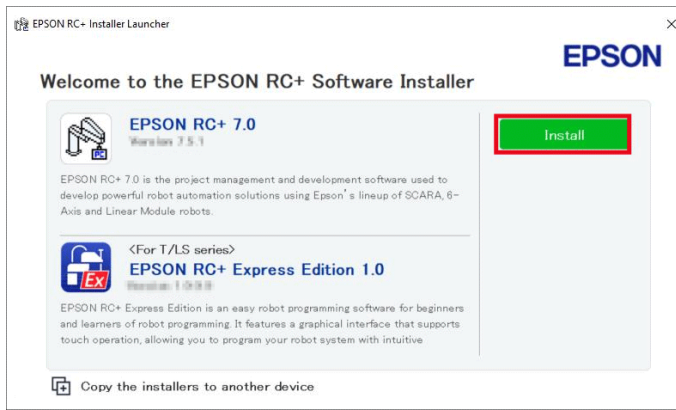 EPSON RC+ Installer Launcher
EPSON
Welcome to the EPSON RC+ Software Installer
EPSON RC+ 7.0
PC
EPSON RC+ 7.0 is the project management and development software used to
develop powerful robot automation solutions using Epson's lineup of SCARA, 6-
Axis and Linear Module robots.
Install
<For T/LS series>
EPSON RC+ Express Edition 1.0
Ex
EPSON RC+ Express Edition is an easy robot programming software for beginners
and learners of robot programming. It features a graphical interface that supports
touch operation, allowing you to program your robot system with intuitive
Copy the installers to another device